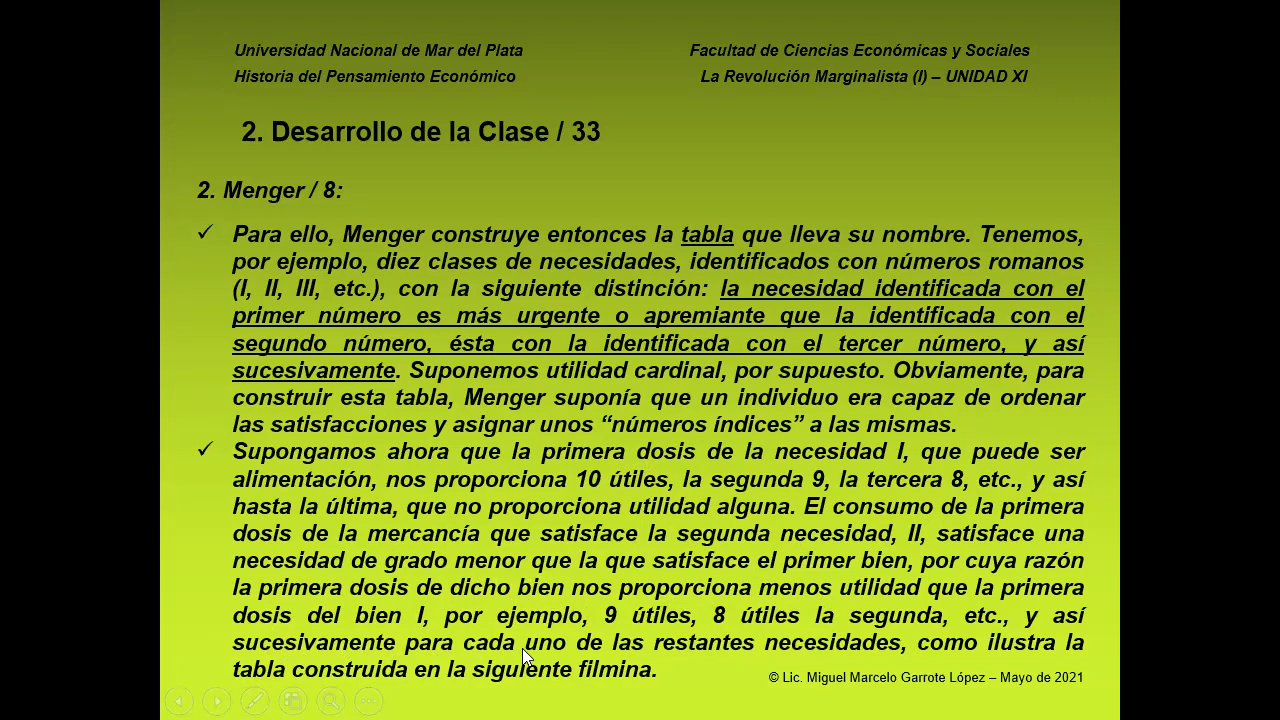 Universidad Nacional de Mar del Plata
Facultad de Ciencias Económicas y Sociales
Historia del Pensamiento Económico
La Revolución Marginalista (I) – UNIDAD XI
2. Desarrollo de la Clase / 33
2. Menger / 8:
✓ Para ello, Menger construye entonces la tabla que lleva su nombre. Tenemos,
por ejemplo, diez clases de necesidades, identificados con números romanos
(I, II, III, etc.), con la siguiente distinción: la necesidad identificada con el
primer número es más urgente o apremiante que la identificada con el
segundo número, ésta con la identificada con el tercer número, y así
sucesivamente. Suponemos utilidad cardinal, por supuesto. Obviamente, para
construir esta tabla, Menger suponía que un individuo era capaz de ordenar
las satisfacciones y asignar unos “números índices” a las mismas.
✓ Supongamos ahora que la primera dosis de la necesidad I, que puede ser
alimentación, nos proporciona 10 útiles, la segunda 9, la tercera 8, etc., y así
hasta la última, que no proporciona utilidad alguna. El consumo de la primera
dosis de la mercancía que satisface la segunda necesidad, II, satisface una
necesidad de grado menor que la que satisface el primer bien, por cuya razón
la primera dosis de dicho bien nos proporciona menos utilidad que la primera
dosis del bien I, por ejemplo, 9 útiles, 8 útiles la segunda, etc., y así
sucesivamente para cada uno de las restantes necesidades, como ilustra la
tabla construida en la siguiente filmina.
© Lic. Miguel Marcelo Garrote López – Mayo de 2021